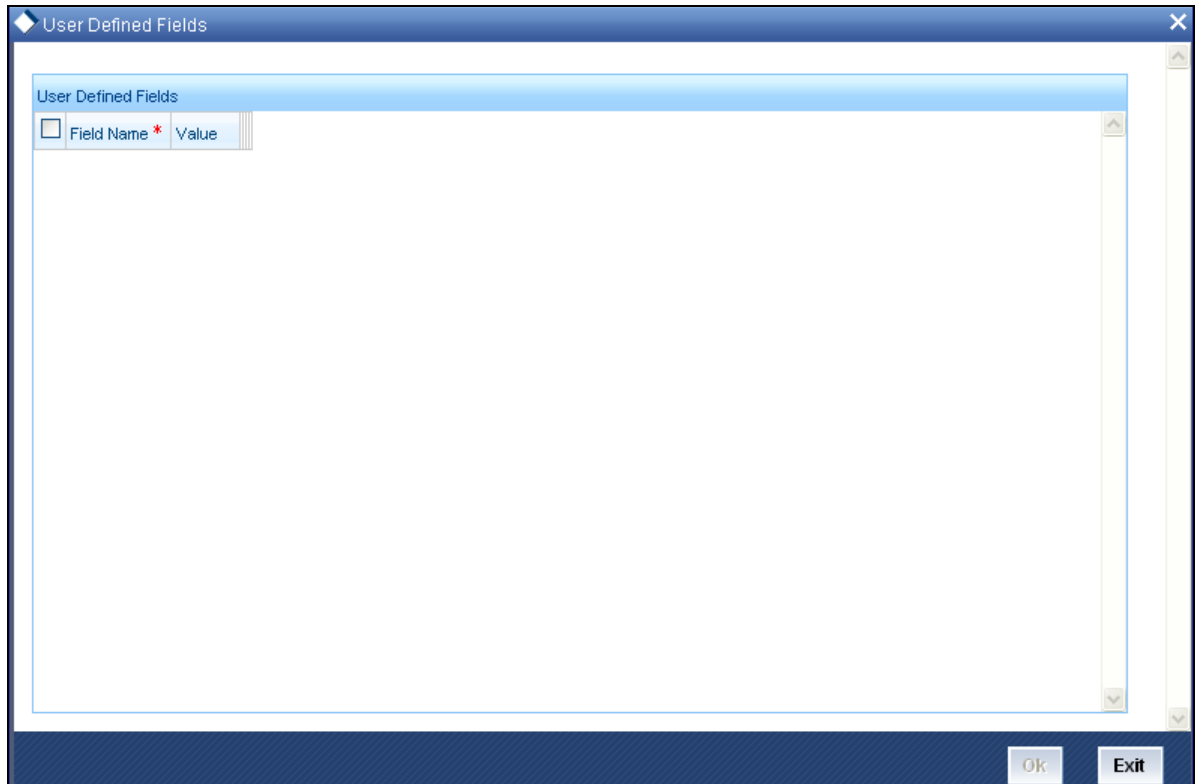 User Defined Fields
User Defined Fields
Field Name * Value
Ok Exit